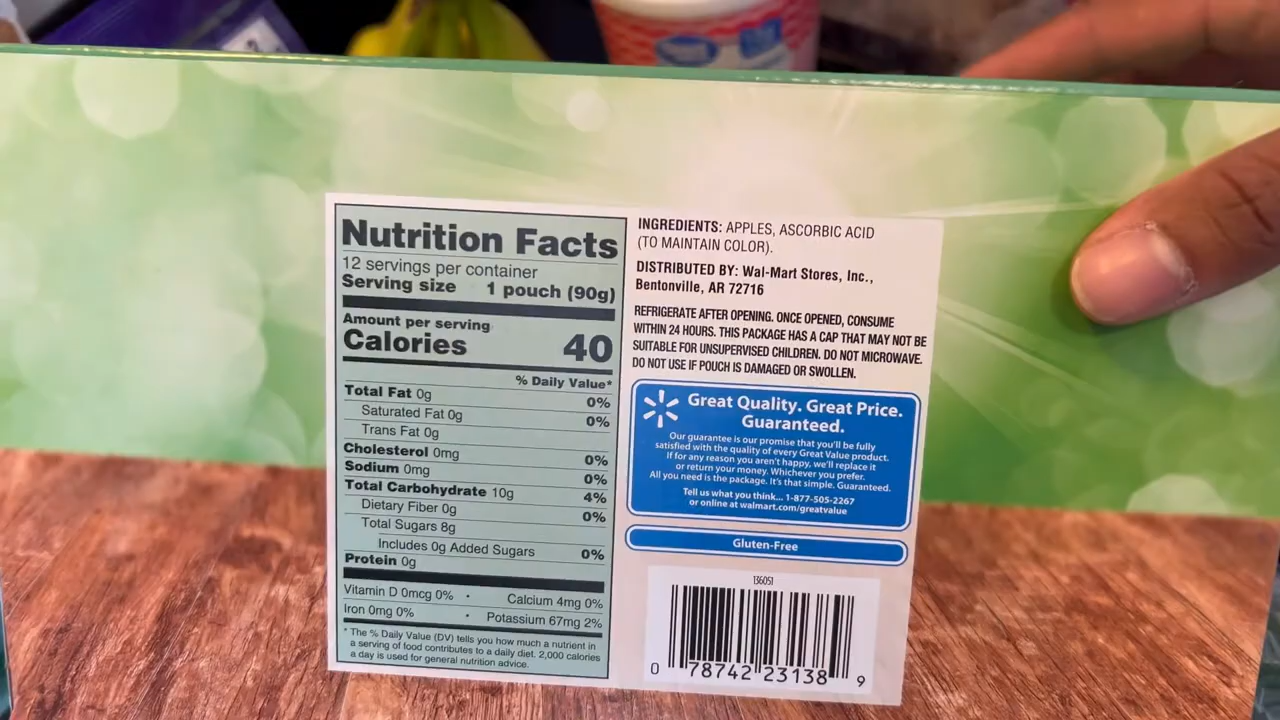 Nutrition Facts
12 servings per container
Serving size 1 pouch (90g)
Amount per serving
Calories 40
% Daily Value*
Total Fat 0g 0%
Saturated Fat 0g 0%
Trans Fat 0g
Cholesterol 0mg 0%
Sodium 0mg 0%
Total Carbohydrate 10g 4%
Dietary Fiber 0g 0%
Total Sugars 8g
Includes 0g Added Sugars 0%
Protein 0g
Vitamin D 0mcg 0% • Calcium 4mg 0%
Iron 0mg 0% • Potassium 67mg 2%
* The % Daily Value (DV) tells you how much a nutrient in
a serving of food contributes to a daily diet. 2,000 calories
a day is used for general nutrition advice.
INGREDIENTS: APPLES, ASCORBIC ACID
(TO MAINTAIN COLOR).
DISTRIBUTED BY: Wal-Mart Stores, Inc.,
Bentonville, AR 72716
REFRIGERATE AFTER OPENING. ONCE OPENED, CONSUME
WITHIN 24 HOURS. THIS PACKAGE HAS A CAP THAT MAY NOT BE
SUITABLE FOR UNSUPERVISED CHILDREN. DO NOT MICROWAVE.
DO NOT USE IF POUCH IS DAMAGED OR SWOLLEN.
Great Quality. Great Price.
Guaranteed.
Our guarantee is our promise that you'll be fully
satisfied with the quality of every Great Value product.
If for any reason you aren't happy, we'll replace it
or return your money. Whichever you prefer.
All you need is the package. It's that simple. Guaranteed.
Tell us what you think... 1-877-505-2267
or online at walmart.com/greatvalue
Gluten-Free
136051
0 78742 23138 9